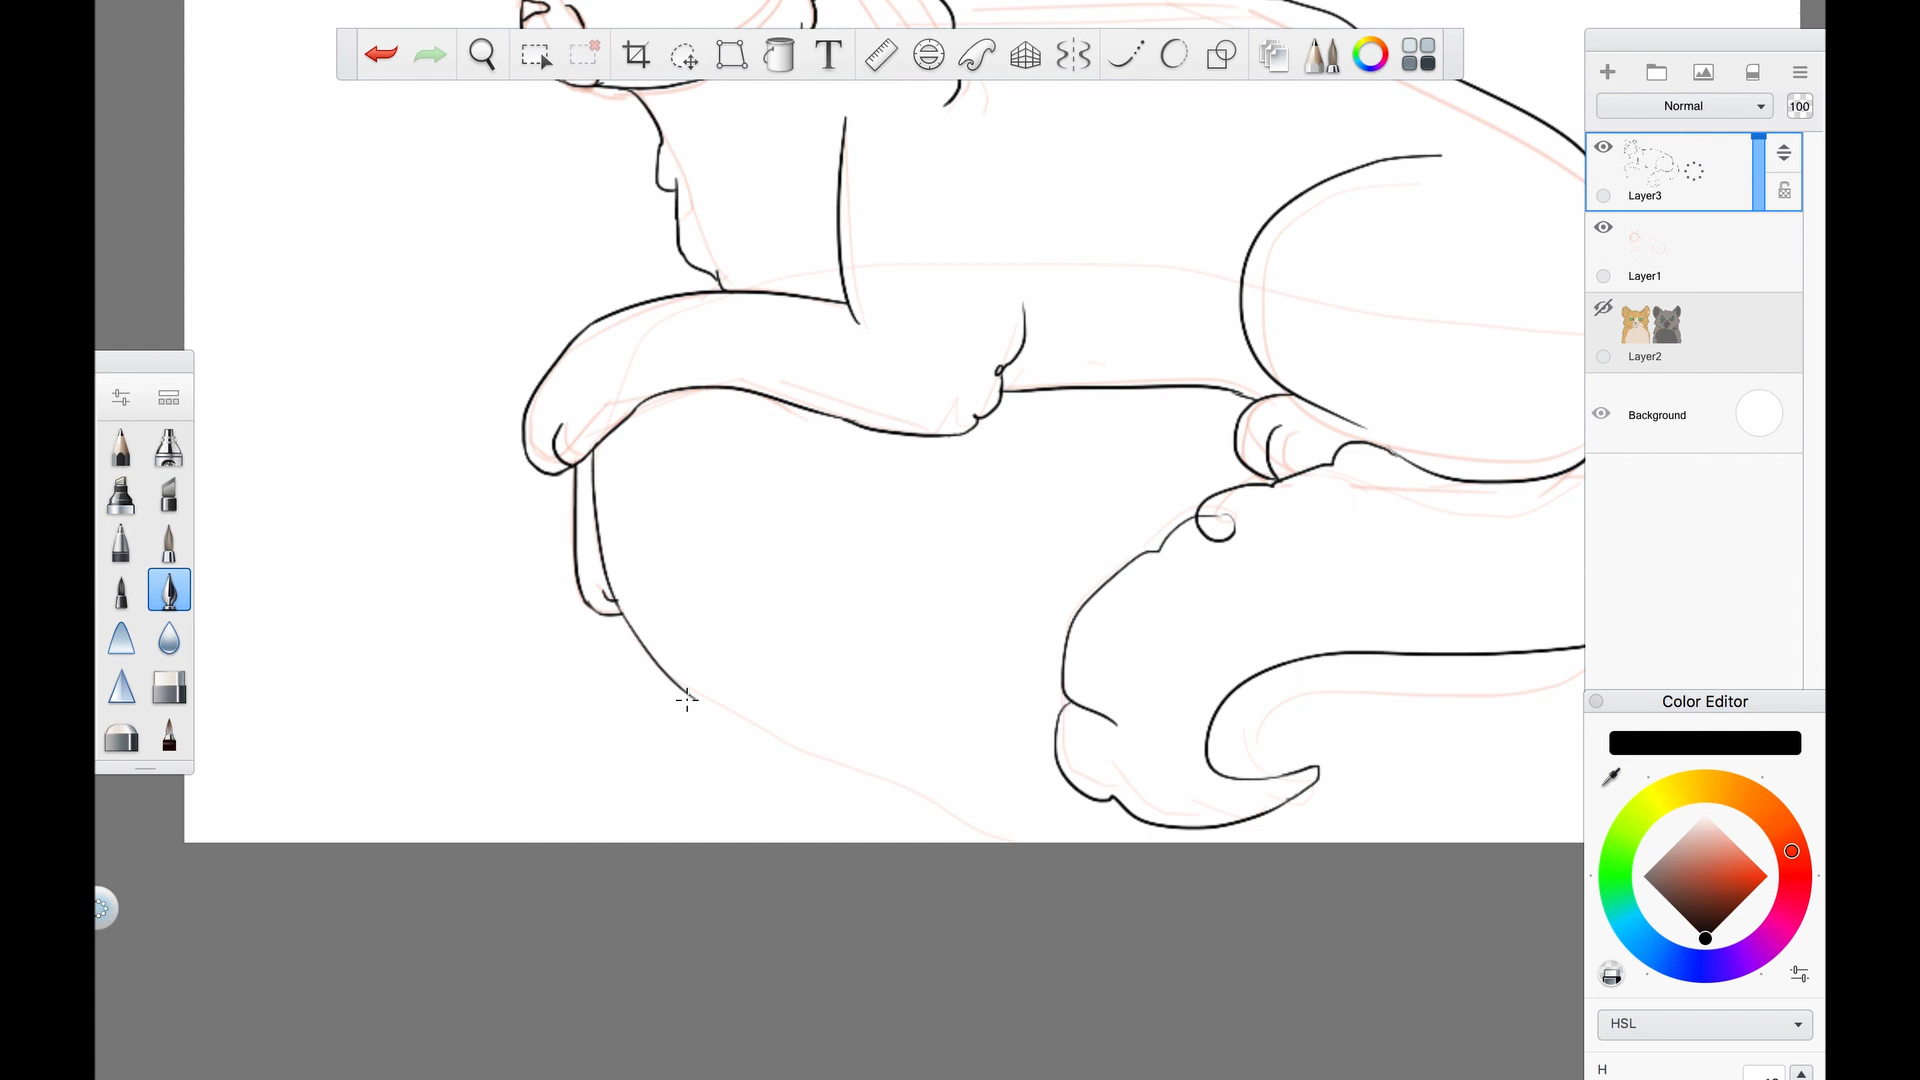 T
Normal
100
Layer3
Layer1
Layer2
Background
Color Editor
HSL
H